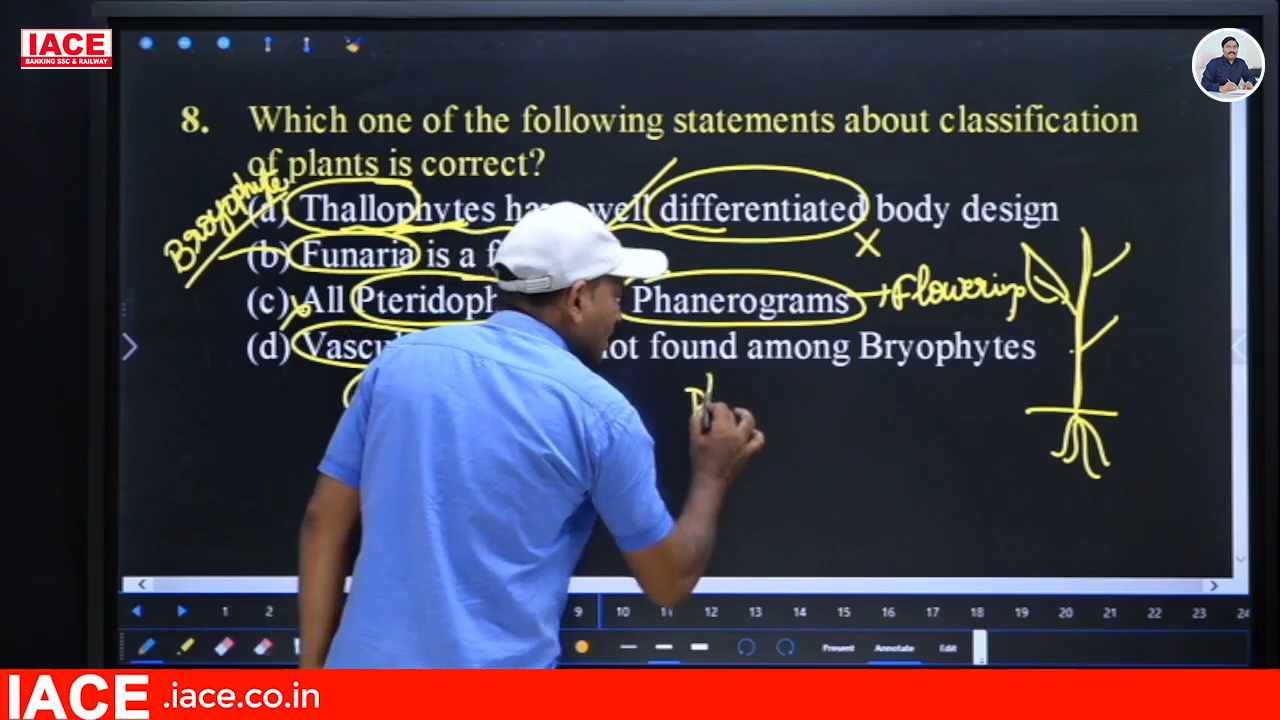 IACE
BANKING SSC & RAILWAY
8. Which one of the following statements about classification
of plants is correct?
Bryophyte
(a) Thallophytes have well differentiated body design
(b) Funaria is a
(c) All Phanerograms → Flowering
(d) not found among Bryophytes
1 2 9 10 11 12 13 14 15 16 17 18 19 20 21 22 23 24
Present Annotate Edit
IACE .iace.co.in